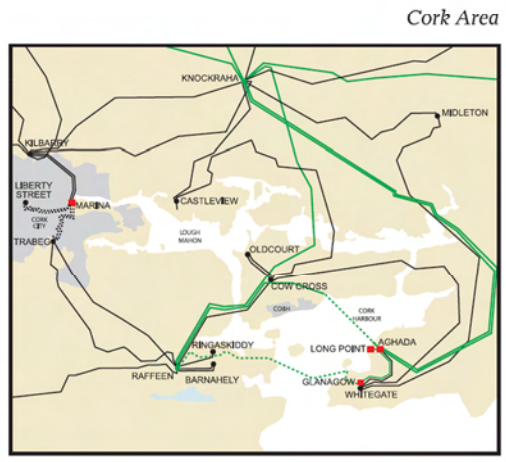 Cork Area
KNOCKRAHA
MIDLETON
KILBARRY
LIBERTY
STREET
MARINA
CASTLEVIEW
CORK
CITY
TRABEG
LOUGH
MAHON
OLDCOURT
COW CROSS
COBH
CORK
HARBOUR
RINGASKIDDY
LONG POINT
AGHADA
RAFFEEN
BARNAHELY
GLANAGOW
WHITEGATE